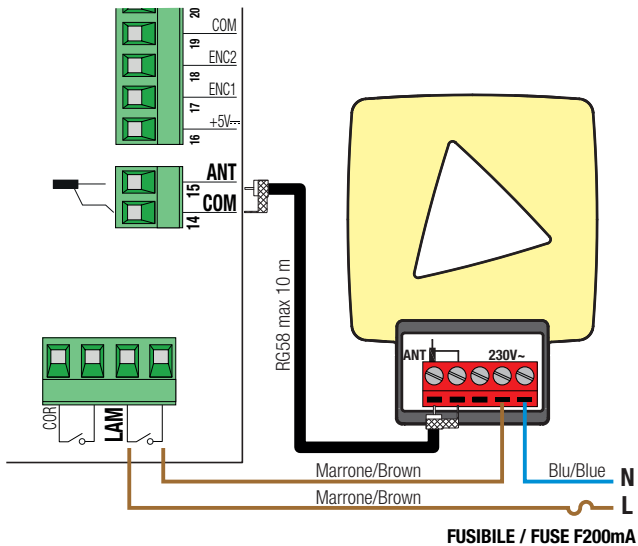 20
COM
19
ENC2
18
ENC1
17
+5V⎓
16
ANT
15
COM
14
RG58 max 10 m
ANT
230V~
COR
LAM
Marrone/Brown
Blu/Blue
N
Marrone/Brown
L
FUSIBILE / FUSE F200mA